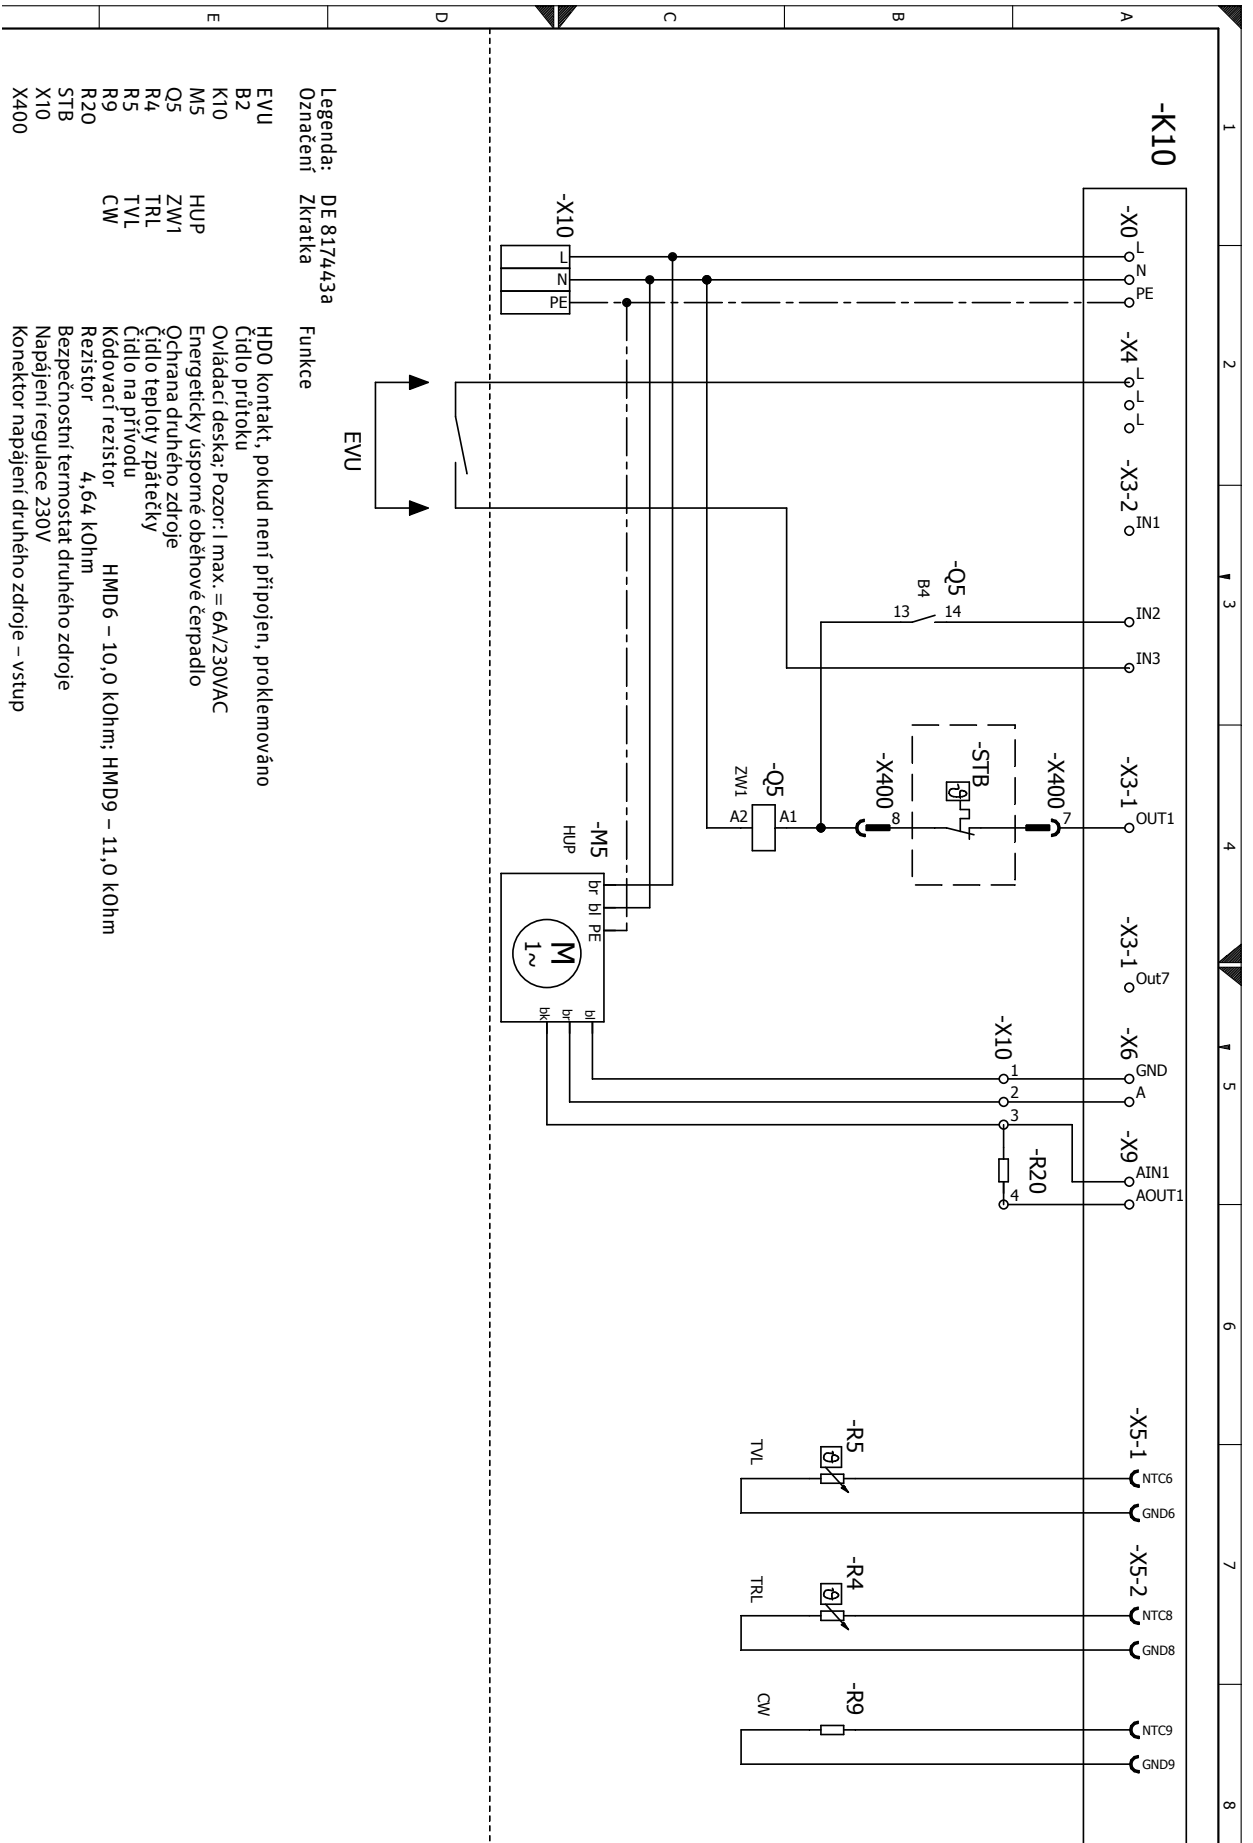 1
2
3
4
5
6
7
8
A
B
C
D
E
-K10
-X0
L
N
PE
-X4
L
L
L
-X3-2
IN1
IN2
IN3
-X3-1
OUT1
-X3-1
Out7
-X6
GND
A
-X9
AIN1
AOUT1
-X5-1
NTC6
GND6
-X5-2
NTC8
GND8
NTC9
GND9
-X400
7
-STB
ϑ
-X400
8
-Q5
B4
13
14
-Q5
ZW1
A1
A2
-X10
1
2
3
4
-R20
-R5
ϑ
TVL
-R4
ϑ
TRL
-R9
CW
-X10
L
N
PE
-M5
HUP
br bl PE
M
1~
bk
br
bl
EVU
Legenda: DE 817443a
Označení Zkratka Funkce
EVU HDO kontakt, pokud není připojen, proklemováno
B2 Čidlo průtoku
K10 Ovládací deska; Pozor: I max. = 6A/230VAC
M5 HUP Energeticky úsporné oběhové čerpadlo
Q5 ZW1 Ochrana druhého zdroje
R4 TRL Čidlo teploty zpátečky
R5 TVL Čidlo na přívodu
R9 CW Kódovací rezistor HMD6 – 10,0 kOhm; HMD9 – 11,0 kOhm
R20 Rezistor 4,64 kOhm
STB Bezpečnostní termostat druhého zdroje
X10 Napájení regulace 230V
X400 Konektor napájení druhého zdroje – vstup